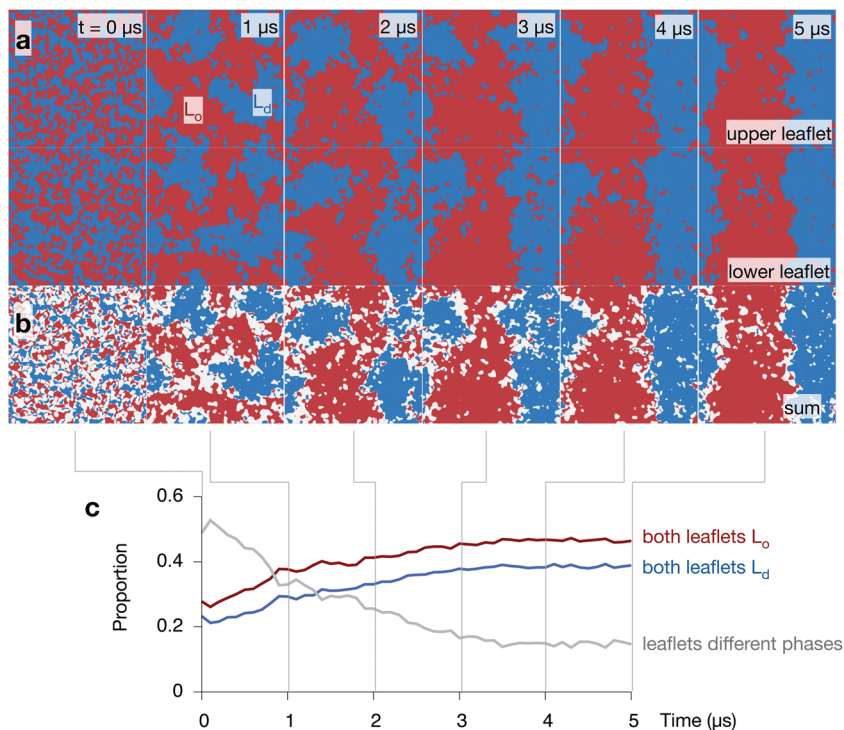 a
t = 0 µs
1 µs
2 µs
3 µs
4 µs
5 µs
Lo
Ld
upper leaflet
lower leaflet
b
sum
c
0.6
0.4
0.2
0
Proportion
both leaflets Lo
both leaflets Ld
leaflets different phases
0 1 2 3 4 5 Time (µs)